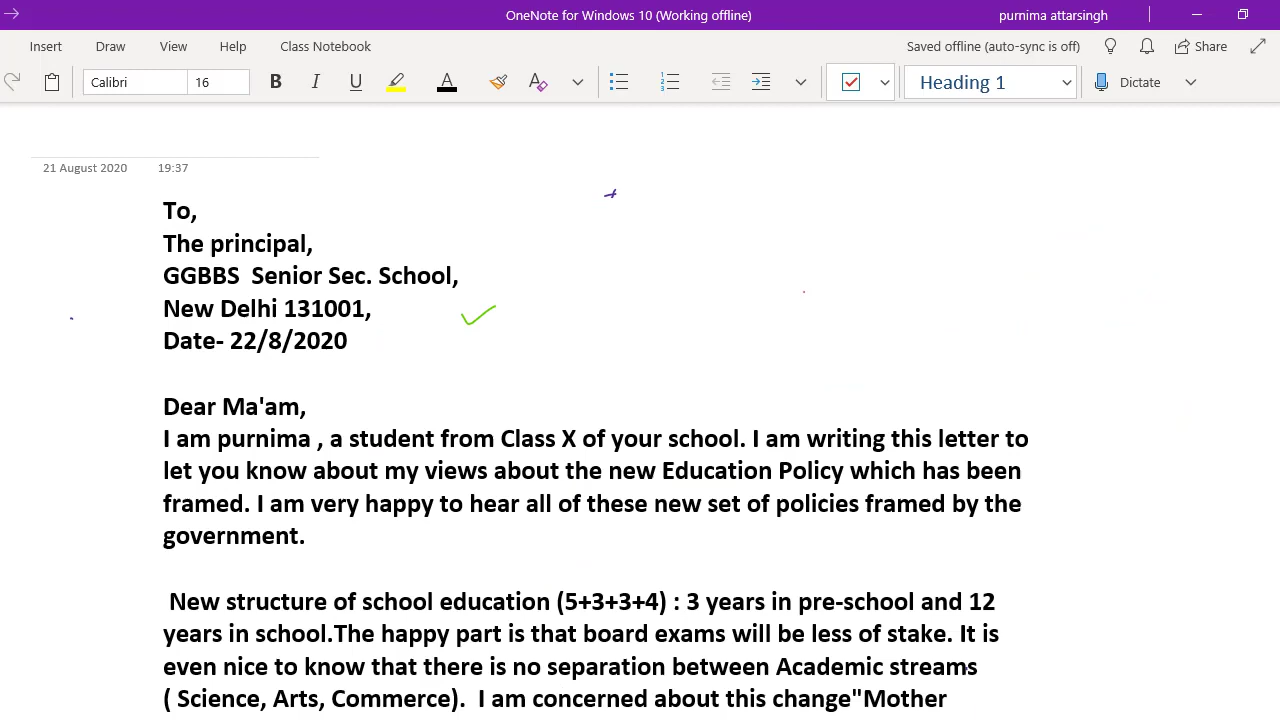 OneNote for Windows 10 (Working offline)
purnima attarsingh
Insert Draw View Help Class Notebook
Saved offline (auto-sync is off) Share
Calibri 16 B I U A A Heading 1 Dictate
21 August 2020 19:37
To,
The principal,
GGBBS  Senior Sec. School,
New Delhi 131001,
Date- 22/8/2020
Dear Ma'am,
I am purnima , a student from Class X of your school. I am writing this letter to
let you know about my views about the new Education Policy which has been
framed. I am very happy to hear all of these new set of policies framed by the
government.
New structure of school education (5+3+3+4) : 3 years in pre-school and 12
years in school.The happy part is that board exams will be less of stake. It is
even nice to know that there is no separation between Academic streams
( Science, Arts, Commerce).  I am concerned about this change"Mother